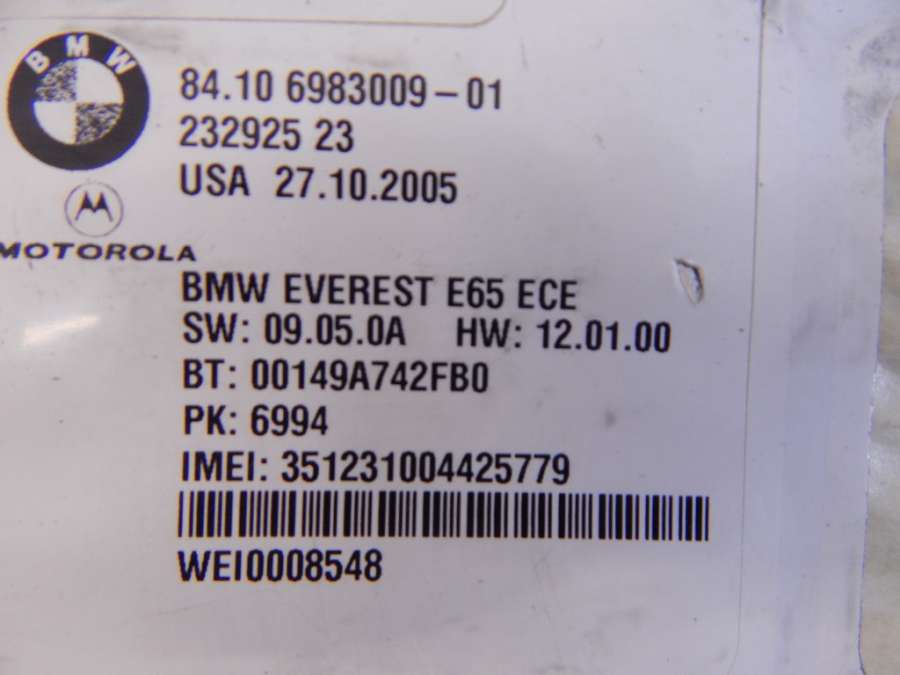 BMW
84.10 6983009-01
232925 23
USA 27.10.2005
MOTOROLA
BMW EVEREST E65 ECE
SW: 09.05.0A HW: 12.01.00
BT: 00149A742FB0
PK: 6994
IMEI: 351231004425779
WEI0008548